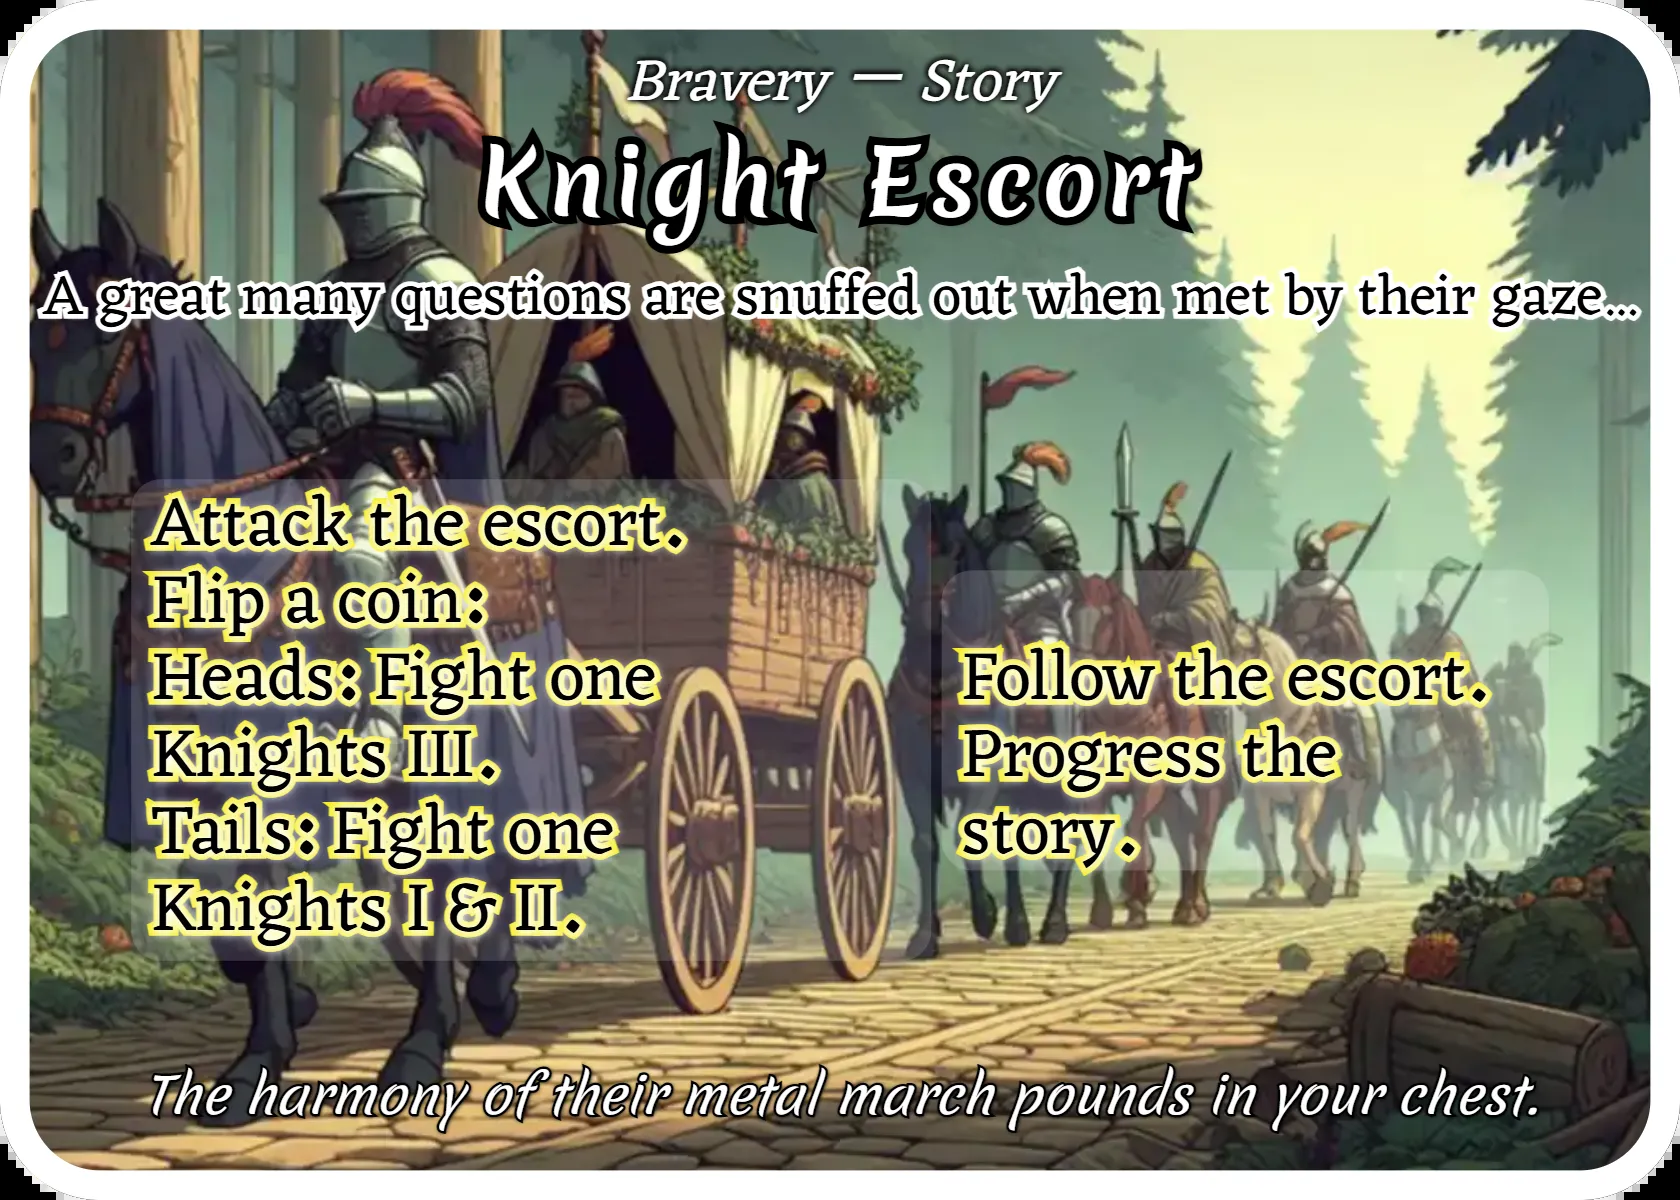 Bravery — Story
Knight Escort
A great many questions are snuffed out when met by their gaze...
Attack the escort.
Flip a coin:
Heads: Fight one
Knights III.
Tails: Fight one
Knights I & II.
Follow the escort.
Progress the
story.
The harmony of their metal march pounds in your chest.